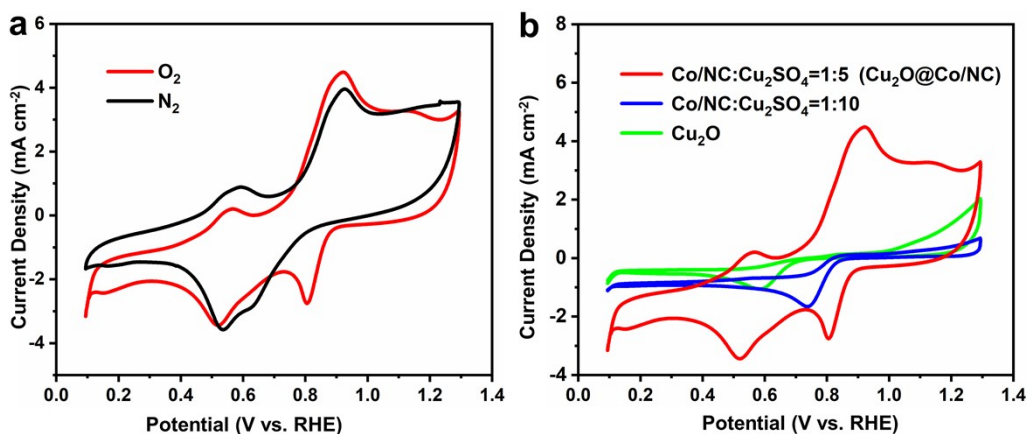 a
O₂
N₂
Current Density (mA cm⁻²)
6
4
2
0
-2
-4
0.0 0.2 0.4 0.6 0.8 1.0 1.2 1.4
Potential (V vs. RHE)
b
Co/NC:Cu₂SO₄=1:5 (Cu₂O@Co/NC)
Co/NC:Cu₂SO₄=1:10
Cu₂O
Current Density (mA cm⁻²)
8
6
4
2
0
-2
-4
0.0 0.2 0.4 0.6 0.8 1.0 1.2 1.4
Potential (V vs. RHE)